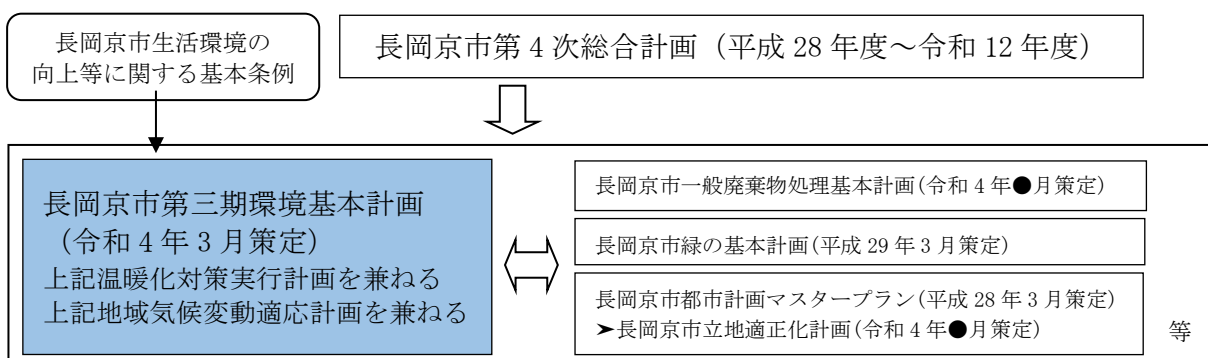 長岡京市生活環境の
向上等に関する基本条例
長岡京市第4次総合計画（平成28年度～令和12年度）
長岡京市第三期環境基本計画
（令和4年3月策定）
上記温暖化対策実行計画を兼ねる
上記地域気候変動適応計画を兼ねる
長岡京市一般廃棄物処理基本計画(令和4年●月策定)
長岡京市緑の基本計画(平成29年3月策定)
長岡京市都市計画マスタープラン(平成28年3月策定)
➤長岡京市立地適正化計画(令和4年●月策定)
等